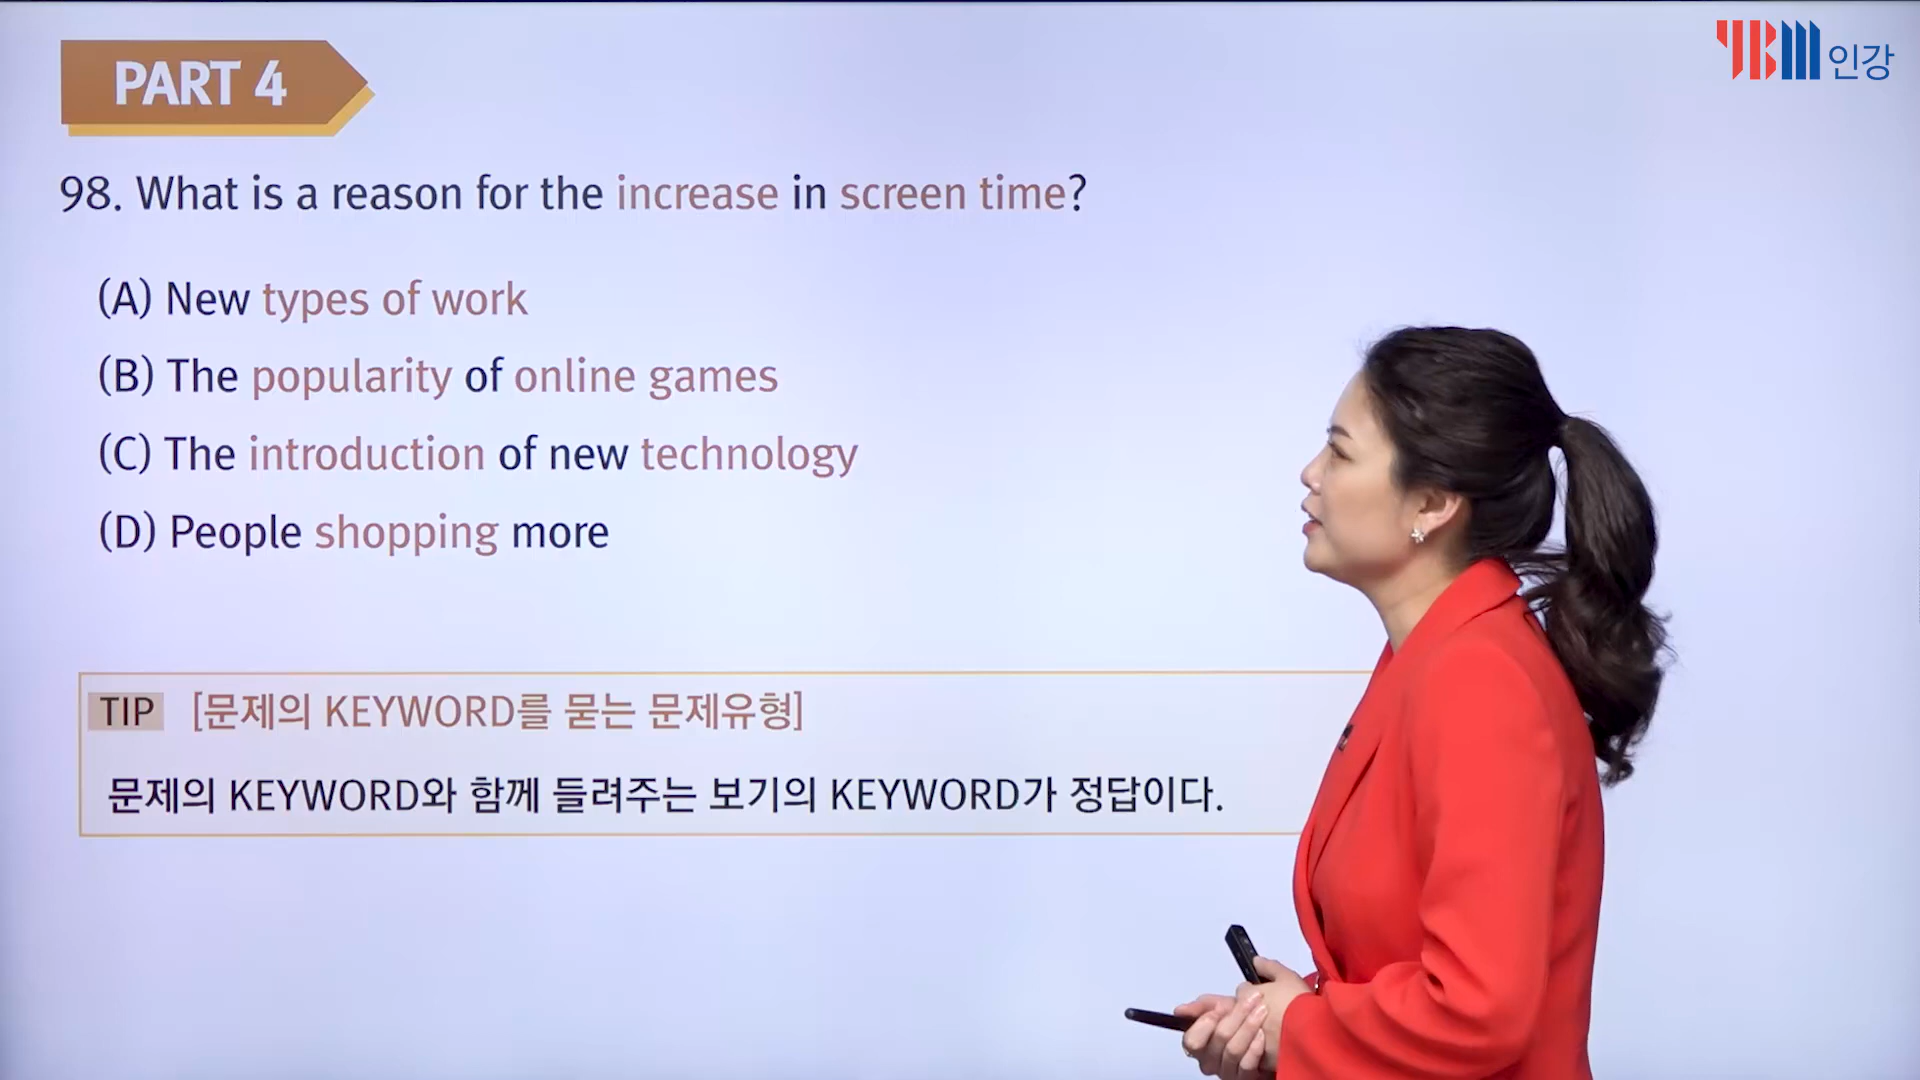 PART 4
YBM 인강
98. What is a reason for the increase in screen time?
(A) New types of work
(B) The popularity of online games
(C) The introduction of new technology
(D) People shopping more
TIP [문제의 KEYWORD를 묻는 문제유형]
문제의 KEYWORD와 함께 들려주는 보기의 KEYWORD가 정답이다.